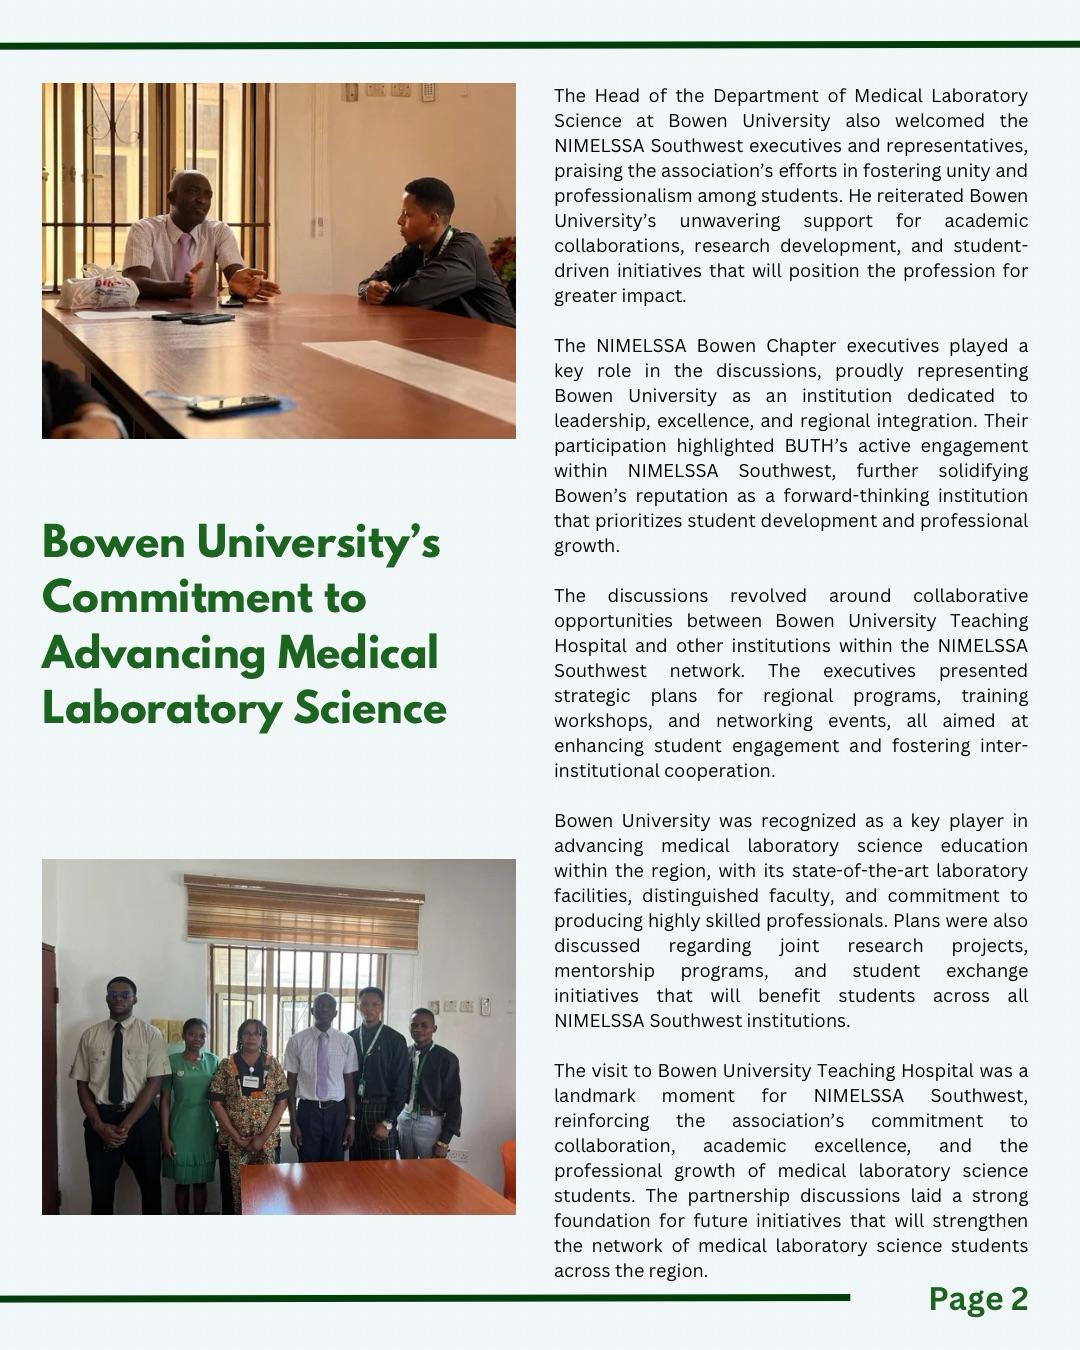 The Head of the Department of Medical Laboratory
Science at Bowen University also welcomed the
NIMELSSA Southwest executives and representatives,
praising the association’s efforts in fostering unity and
professionalism among students. He reiterated Bowen
University’s unwavering support for academic
collaborations, research development, and student-
driven initiatives that will position the profession for
greater impact.
The NIMELSSA Bowen Chapter executives played a
key role in the discussions, proudly representing
Bowen University as an institution dedicated to
leadership, excellence, and regional integration. Their
participation highlighted BUTH’s active engagement
within NIMELSSA Southwest, further solidifying
Bowen’s reputation as a forward-thinking institution
that prioritizes student development and professional
growth.
Bowen University’s
Commitment to
Advancing Medical
Laboratory Science
The discussions revolved around collaborative
opportunities between Bowen University Teaching
Hospital and other institutions within the NIMELSSA
Southwest network. The executives presented
strategic plans for regional programs, training
workshops, and networking events, all aimed at
enhancing student engagement and fostering inter-
institutional cooperation.
Bowen University was recognized as a key player in
advancing medical laboratory science education
within the region, with its state-of-the-art laboratory
facilities, distinguished faculty, and commitment to
producing highly skilled professionals. Plans were also
discussed regarding joint research projects,
mentorship programs, and student exchange
initiatives that will benefit students across all
NIMELSSA Southwest institutions.
The visit to Bowen University Teaching Hospital was a
landmark moment for NIMELSSA Southwest,
reinforcing the association’s commitment to
collaboration, academic excellence, and the
professional growth of medical laboratory science
students. The partnership discussions laid a strong
foundation for future initiatives that will strengthen
the network of medical laboratory science students
across the region.
Page 2